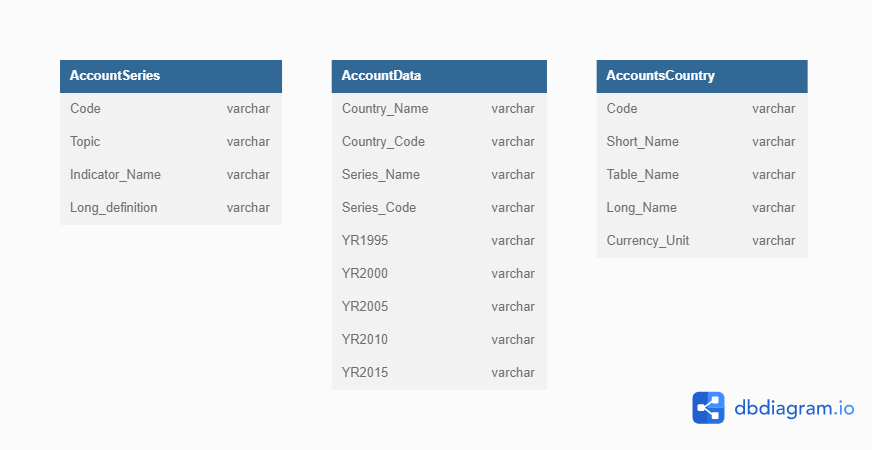 AccountSeries
Code varchar
Topic varchar
Indicator_Name varchar
Long_definition varchar
AccountData
Country_Name varchar
Country_Code varchar
Series_Name varchar
Series_Code varchar
YR1995 varchar
YR2000 varchar
YR2005 varchar
YR2010 varchar
YR2015 varchar
AccountsCountry
Code varchar
Short_Name varchar
Table_Name varchar
Long_Name varchar
Currency_Unit varchar
dbdiagram.io